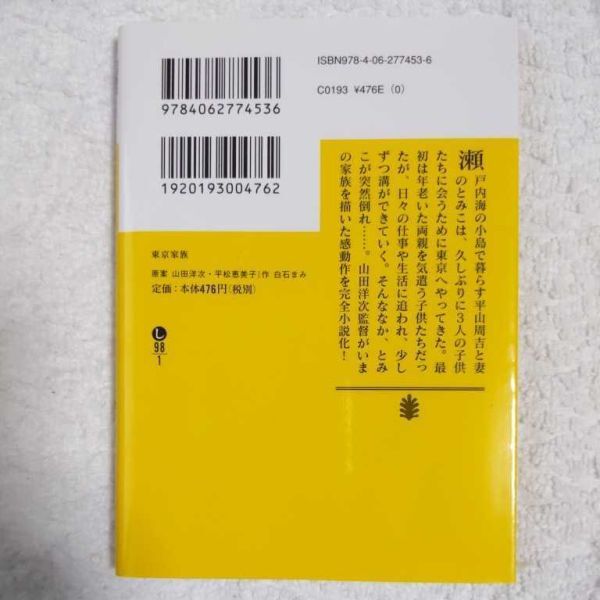 ISBN978-4-06-277453-6
C0193 ¥476E (0)
9784062774536
1920193004762
瀬戸内海の小島で暮らす平山周吉と妻
のとみこは、久しぶりに3人の子供
たちに会うために東京へやってきた。最
初は年老いた両親を気遣う子供たちだっ
たが、日々の仕事や生活に追われ、少し
ずつ溝ができていく。そんななか、とみ
こが突然倒れ……。山田洋次監督がいま
の家族を描いた感動作を完全小説化!
東京家族
原案 山田洋次・平松恵美子|作 白石まみ
定価:本体476円(税別)
し
98
1